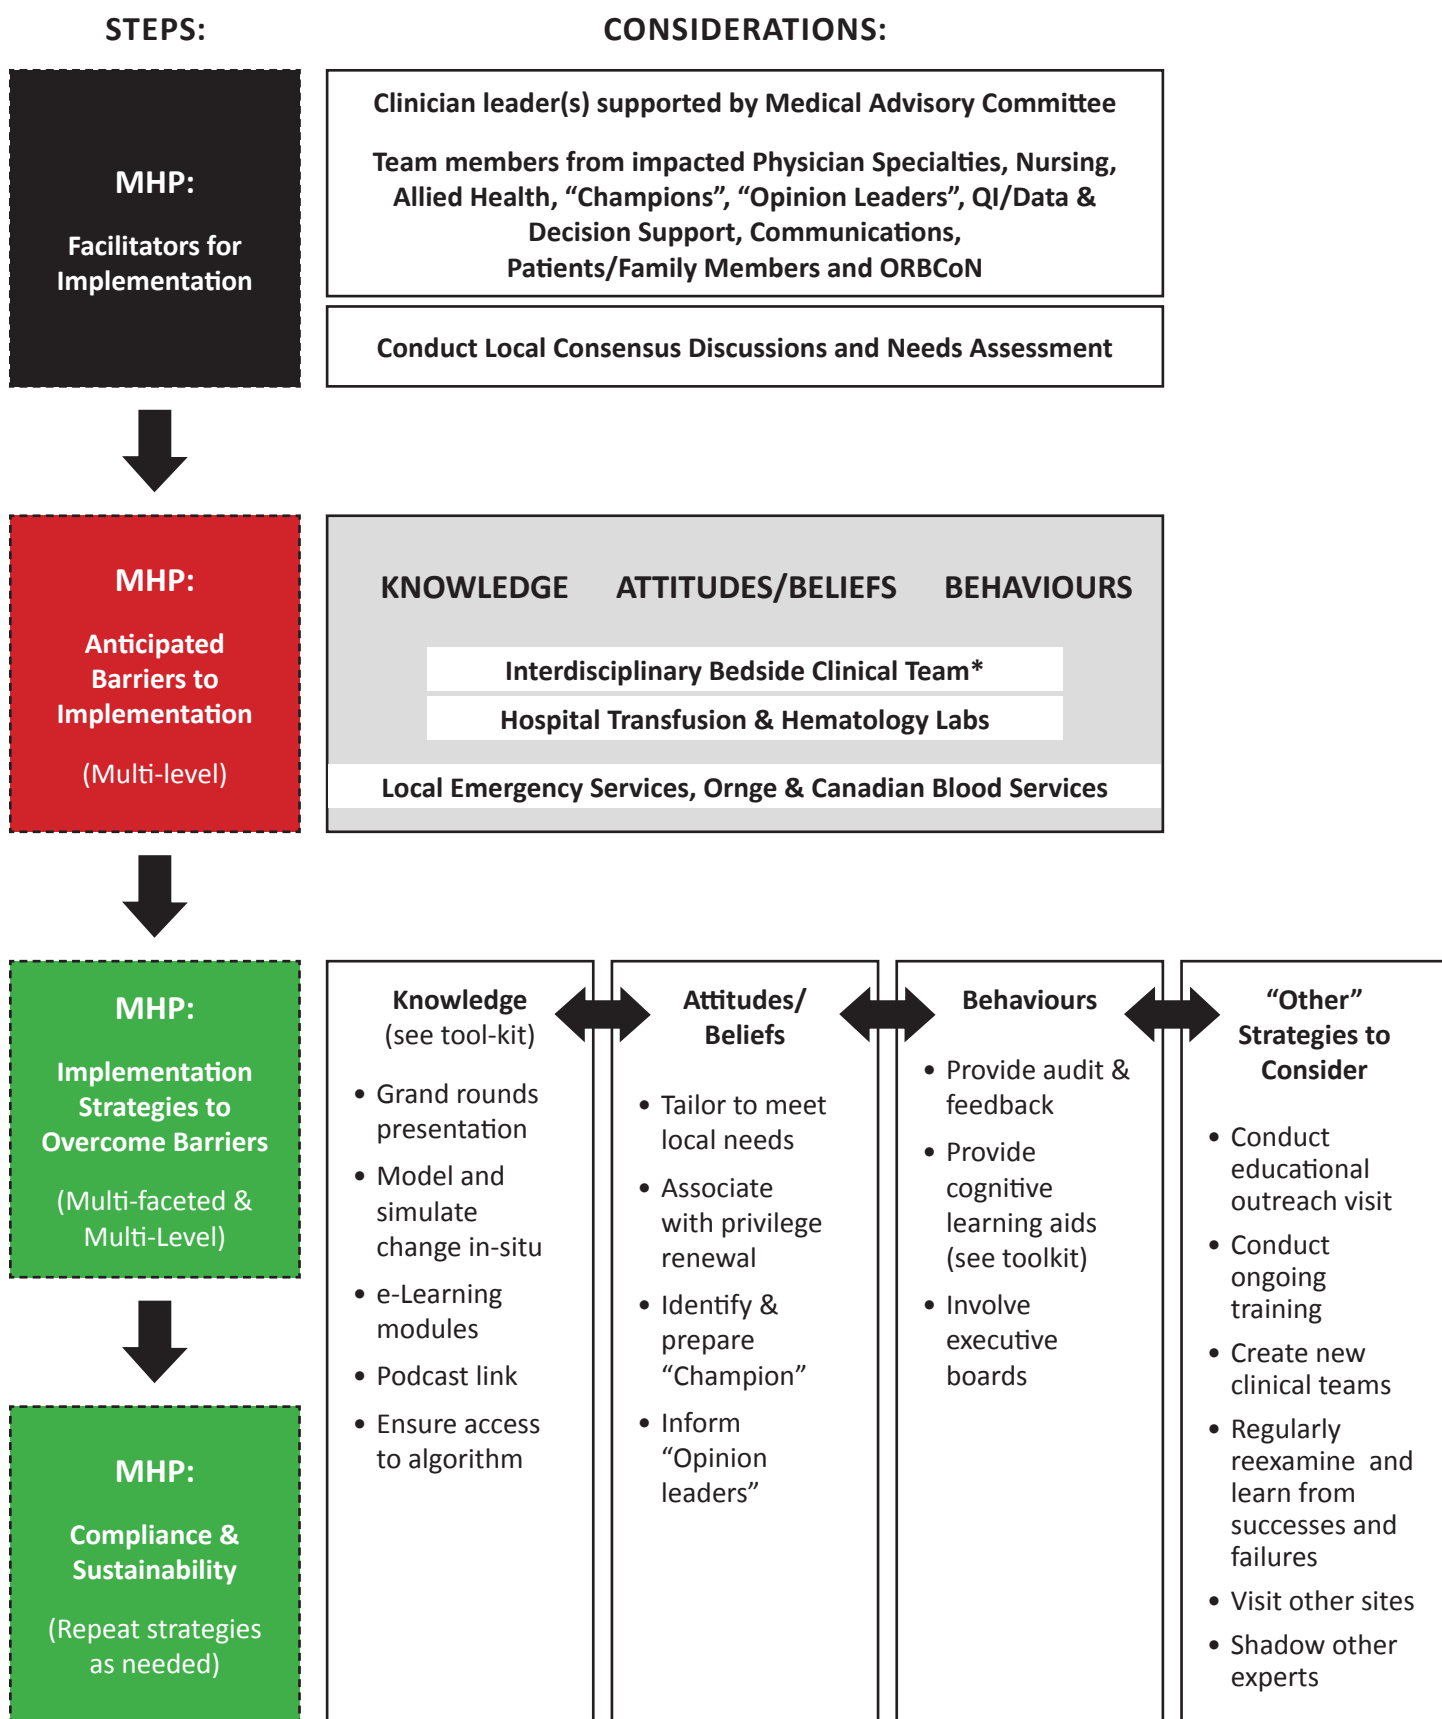 STEPS:
CONSIDERATIONS:
MHP:
Facilitators for
Implementation
Clinician leader(s) supported by Medical Advisory Committee
Team members from impacted Physician Specialties, Nursing,
Allied Health, “Champions”, “Opinion Leaders”, QI/Data &
Decision Support, Communications,
Patients/Family Members and ORBCoN
Conduct Local Consensus Discussions and Needs Assessment
MHP:
Anticipated
Barriers to
Implementation
(Multi-level)
KNOWLEDGE ATTITUDES/BELIEFS BEHAVIOURS
Interdisciplinary Bedside Clinical Team*
Hospital Transfusion & Hematology Labs
Local Emergency Services, Ornge & Canadian Blood Services
MHP:
Implementation
Strategies to
Overcome Barriers
(Multi-faceted &
Multi-Level)
MHP:
Compliance &
Sustainability
(Repeat strategies
as needed)
Knowledge
(see tool-kit)
• Grand rounds
presentation
• Model and
simulate
change in-situ
• e-Learning
modules
• Podcast link
• Ensure access
to algorithm
Attitudes/
Beliefs
• Tailor to meet
local needs
• Associate
with privilege
renewal
• Identify &
prepare
“Champion”
• Inform
“Opinion
leaders”
Behaviours
• Provide audit &
feedback
• Provide
cognitive
learning aids
(see toolkit)
• Involve
executive
boards
“Other”
Strategies to
Consider
• Conduct
educational
outreach visit
• Conduct
ongoing
training
• Create new
clinical teams
• Regularly
reexamine and
learn from
successes and
failures
• Visit other sites
• Shadow other
experts